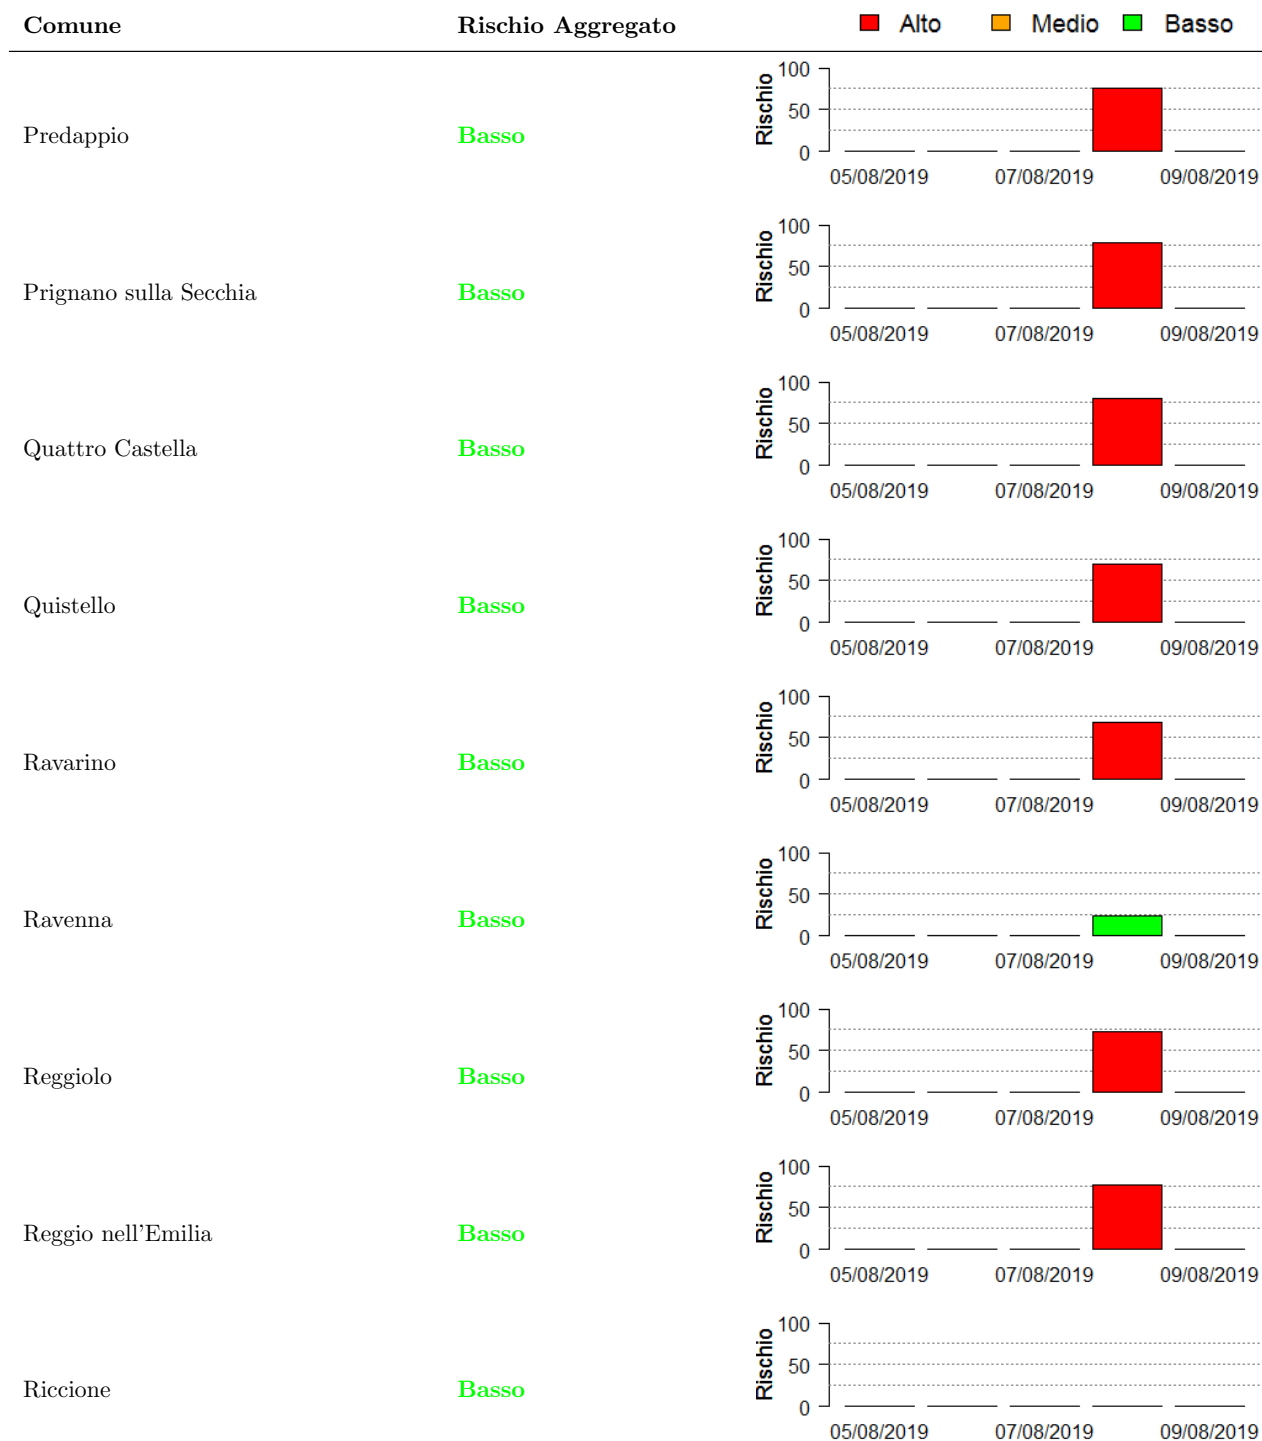 Comune Rischio Aggregato Alto Medio Basso
100
50
0
Rischio
Predappio Basso
05/08/2019 07/08/2019 09/08/2019
100
50
0
Rischio
Prignano sulla Secchia Basso
05/08/2019 07/08/2019 09/08/2019
100
50
0
Rischio
Quattro Castella Basso
05/08/2019 07/08/2019 09/08/2019
100
50
0
Rischio
Quistello Basso
05/08/2019 07/08/2019 09/08/2019
100
50
0
Rischio
Ravarino Basso
05/08/2019 07/08/2019 09/08/2019
100
50
0
Rischio
Ravenna Basso
05/08/2019 07/08/2019 09/08/2019
100
50
0
Rischio
Reggiolo Basso
05/08/2019 07/08/2019 09/08/2019
100
50
0
Rischio
Reggio nell'Emilia Basso
05/08/2019 07/08/2019 09/08/2019
100
50
0
Rischio
Riccione Basso
05/08/2019 07/08/2019 09/08/2019